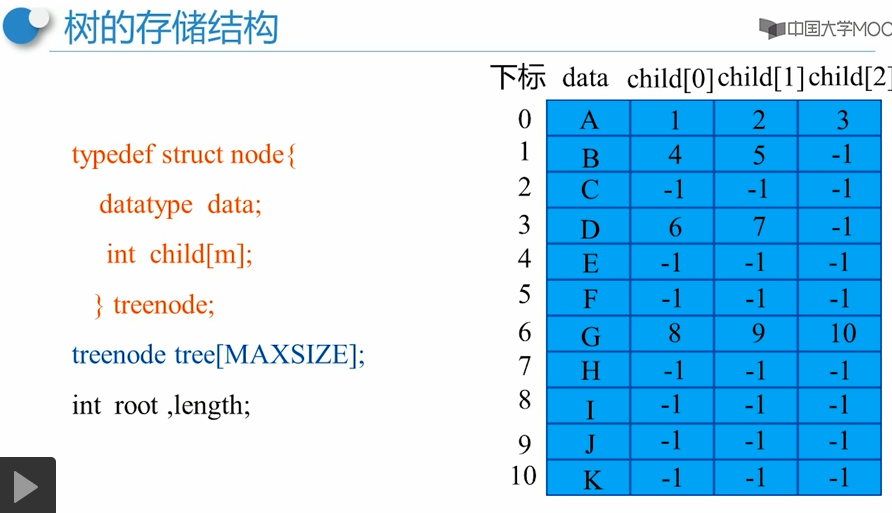 树的存储结构
中国大学MOO
typedef struct node{
datatype data;
int child[m];
} treenode;
treenode tree[MAXSIZE];
int root ,length;
下标 data child[0] child[1] child[2]
0 A 1 2 3
1 B 4 5 -1
2 C -1 -1 -1
3 D 6 7 -1
4 E -1 -1 -1
5 F -1 -1 -1
6 G 8 9 10
7 H -1 -1 -1
8 I -1 -1 -1
9 J -1 -1 -1
10 K -1 -1 -1